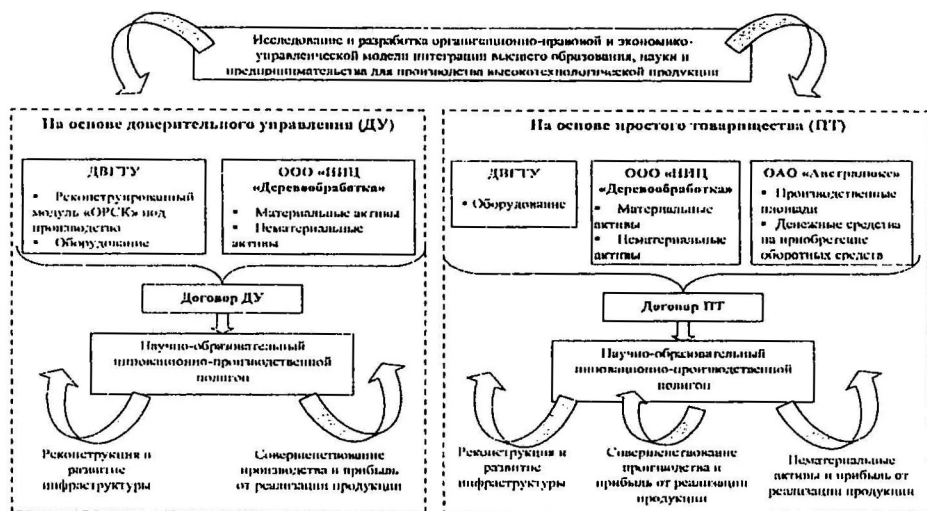 Исследование и разработка организационно-правовой и экономико-
управленческой модели интеграции высшего образования, науки и
предпринимательства для производства высокотехнологической продукции
На основе доверительного управления (ДУ)
ДВГТУ
▪ Реконструированный
модуль «ОРСК» под
производство
▪ Оборудование
ООО «НИЦ
«Деревообработка»
▪ Материальные активы
▪ Нематериальные
активы
Договор ДУ
Научно-образовательный
инновационно-производственной
полигон
Реконструкция и
развитие
инфраструктуры
Совершенствование
производства и прибыль
от реализации продукции
На основе простого товарищества (ПТ)
ДВГТУ
▪ Оборудование
ООО «НИЦ
«Деревообработка»
▪ Материальные
активы
▪ Нематериальные
активы
ОАО
▪ Производственные
площади
▪ Денежные средства
на приобретение
оборотных средств
Договор ПТ
Научно-образовательный
инновационно-производственной
полигон
Реконструкция и
развитие
инфраструктуры
Совершенствование
производства и
прибыль от реализации
продукции
Нематериальные
активы и прибыль от
реализации продукции